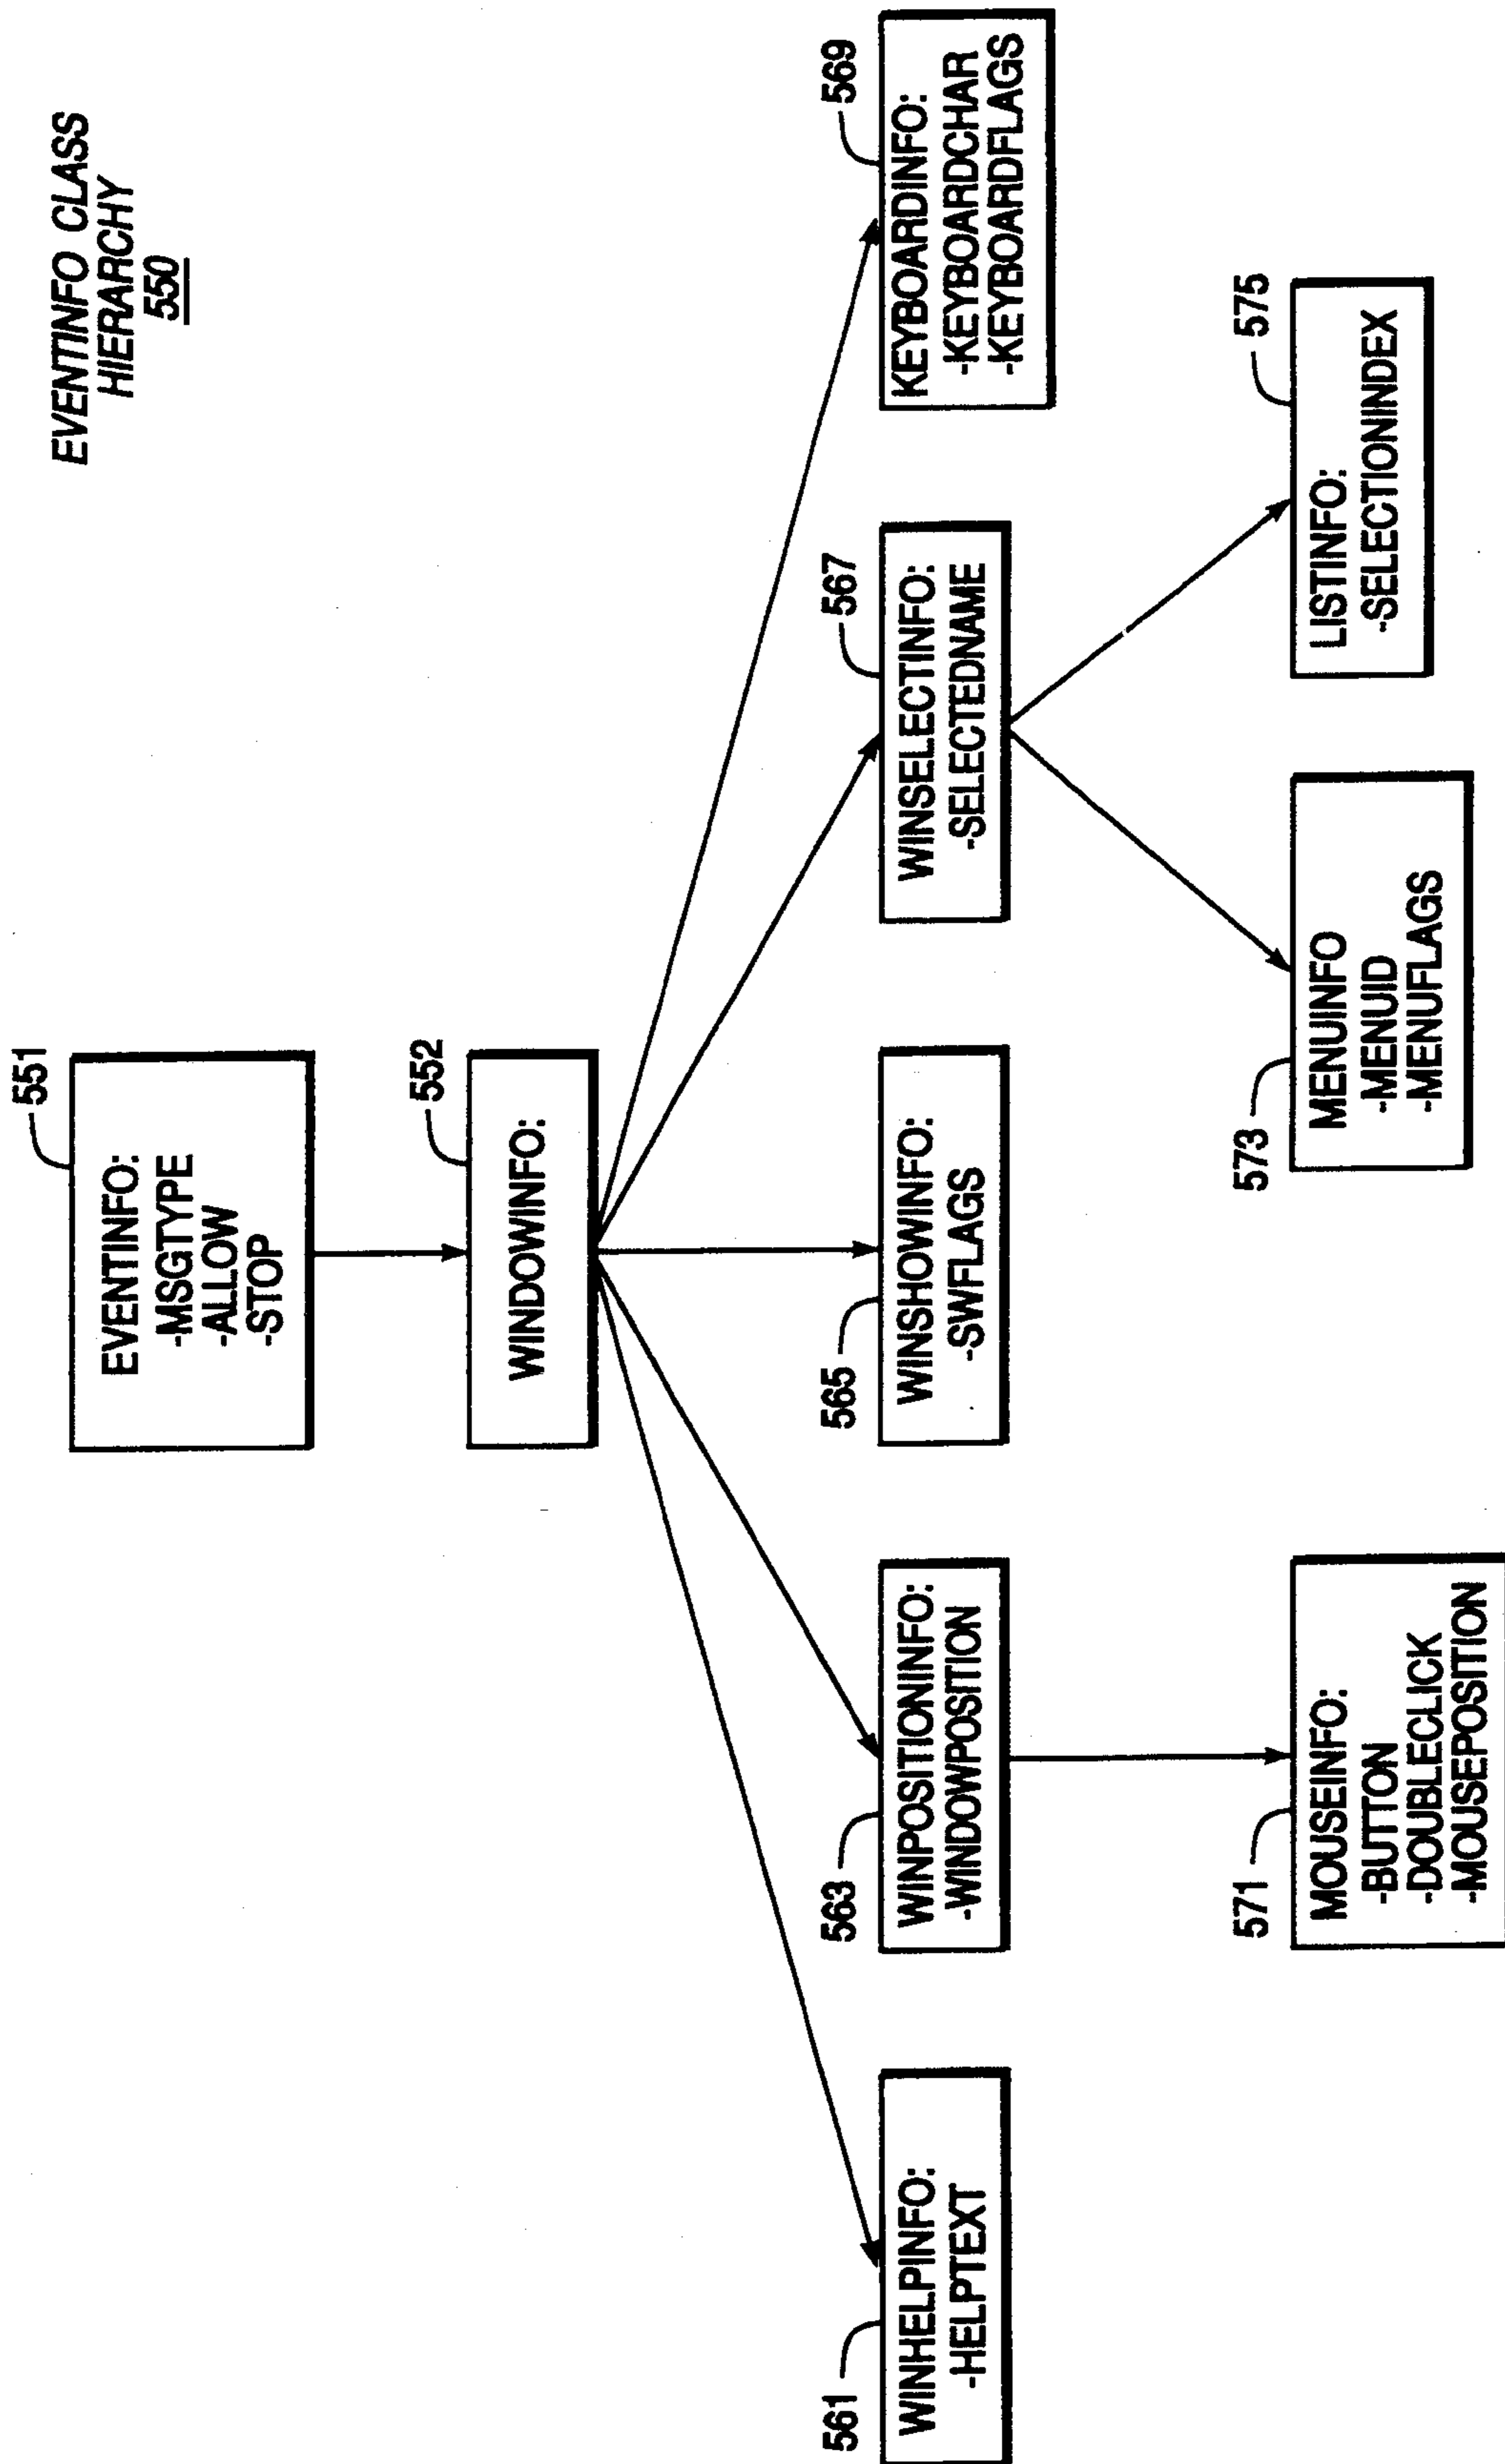 EVENTINFO CLASS
HIERARCHY
550
551
EVENTINFO:
-MSGTYPE
-ALLOW
-STOP
552
WINDOWINFO:
561
WINHELPINFO:
-HELPTEXT
563
WINPOSITIONINFO:
-WINDOWPOSITION
565
WINSHOWINFO:
-SWFLAGS
567
WINSELECTINFO:
-SELECTEDNAME
569
KEYBOARDINFO:
-KEYBOARDCHAR
-KEYBOARDFLAGS
571
MOUSEINFO:
-BUTTON
-DOUBLECLICK
-MOUSEPOSITION
573
MENUINFO
-MENUID
-MENUFLAGS
575
LISTINFO:
-SELECTIONINDEX